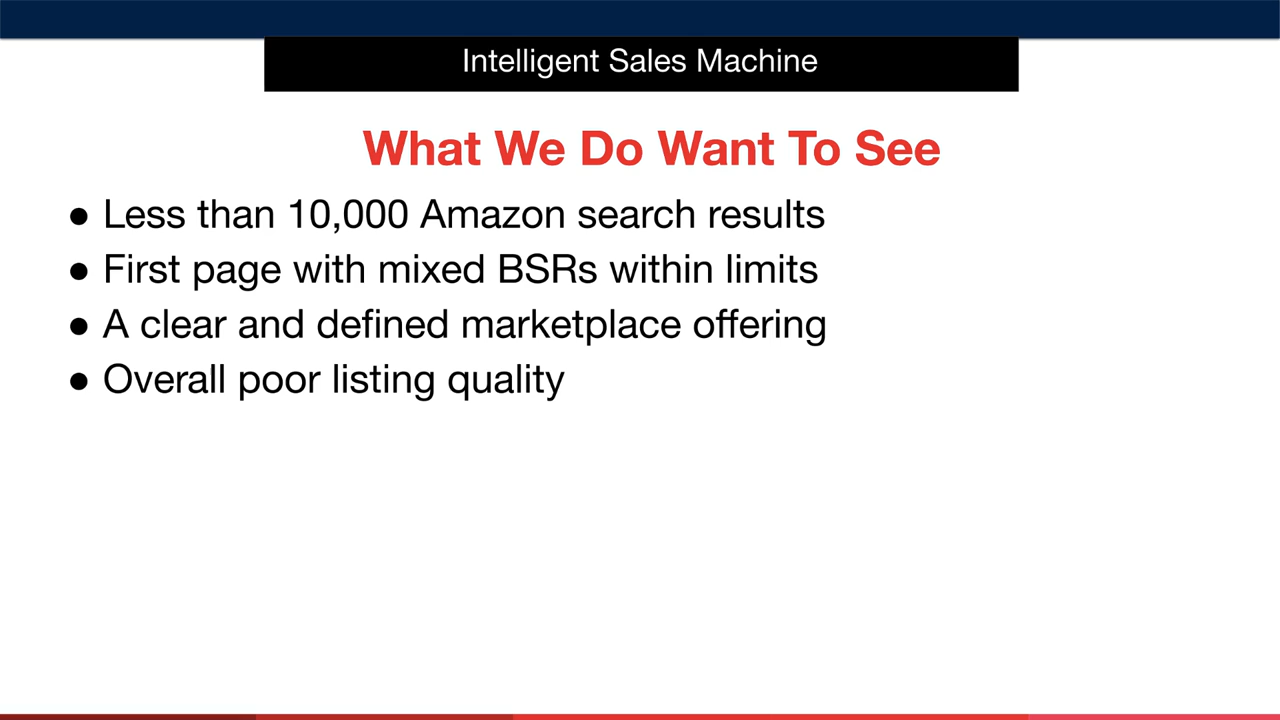 Intelligent Sales Machine
What We Do Want To See
● Less than 10,000 Amazon search results
● First page with mixed BSRs within limits
● A clear and defined marketplace offering
● Overall poor listing quality